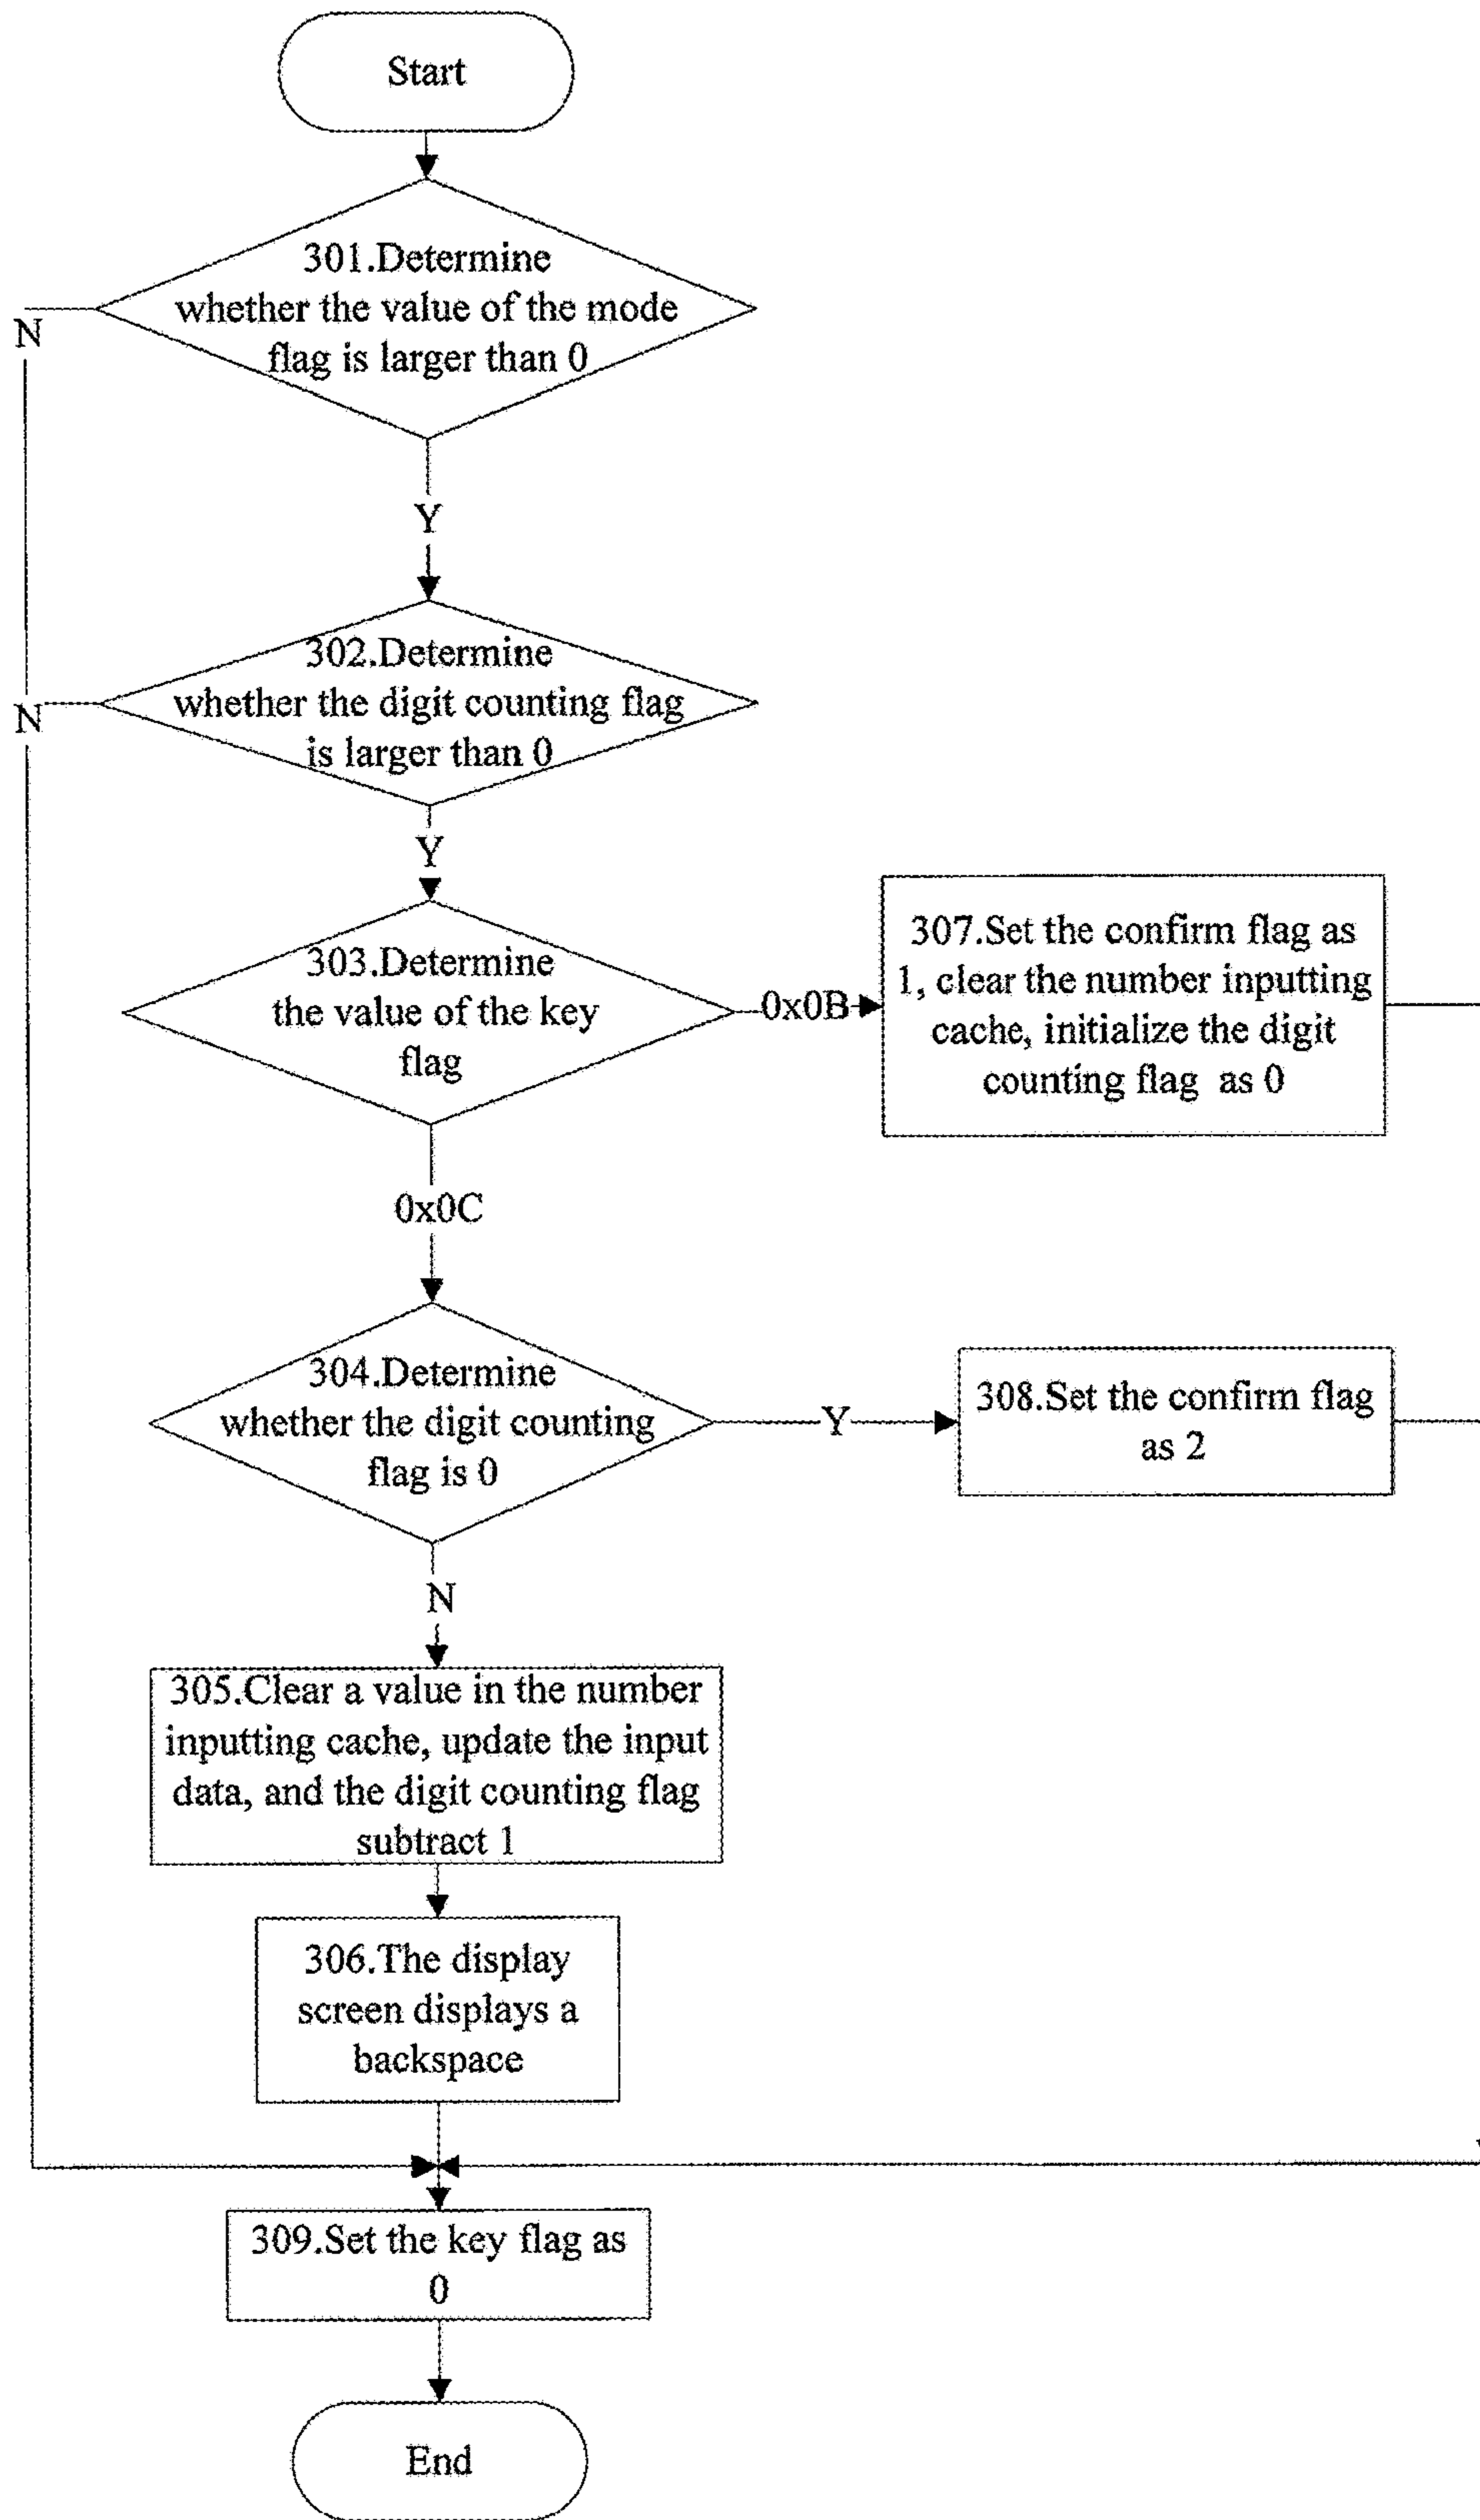 Start
301.Determine
whether the value of the mode
flag is larger than 0
N
Y
302.Determine
whether the digit counting flag
is larger than 0
N
Y
303.Determine
the value of the key
flag
0x0B
307.Set the confirm flag as
1, clear the number inputting
cache, initialize the digit
counting flag as 0
0x0C
304.Determine
whether the digit counting
flag is 0
Y
308.Set the confirm flag
as 2
N
305.Clear a value in the number
inputting cache, update the input
data, and the digit counting flag
subtract 1
306.The display
screen displays a
backspace
309.Set the key flag as
0
End